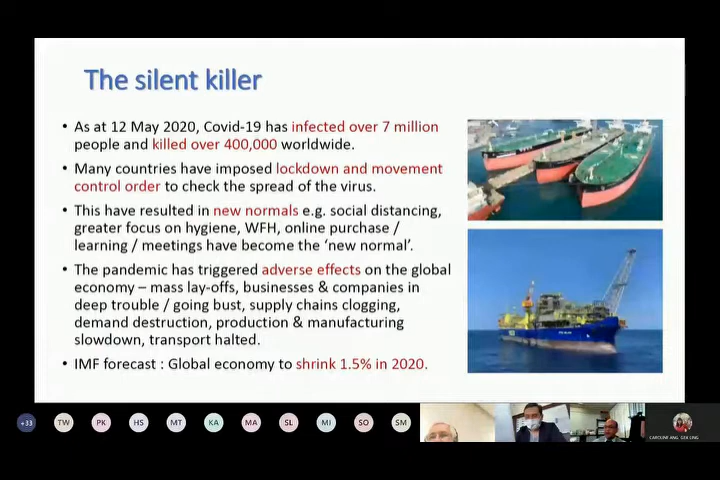 The silent killer
• As at 12 May 2020, Covid-19 has infected over 7 million
people and killed over 400,000 worldwide.
• Many countries have imposed lockdown and movement
control order to check the spread of the virus.
• This have resulted in new normals e.g. social distancing,
greater focus on hygiene, WFH, online purchase /
learning / meetings have become the ‘new normal’.
• The pandemic has triggered adverse effects on the global
economy – mass lay-offs, businesses & companies in
deep trouble / going bust, supply chains clogging,
demand destruction, production & manufacturing
slowdown, transport halted.
• IMF forecast : Global economy to shrink 1.5% in 2020.
+33 TW PK HS MT KA MA SL MI SO SM
CAROLINE ANG GEK LING